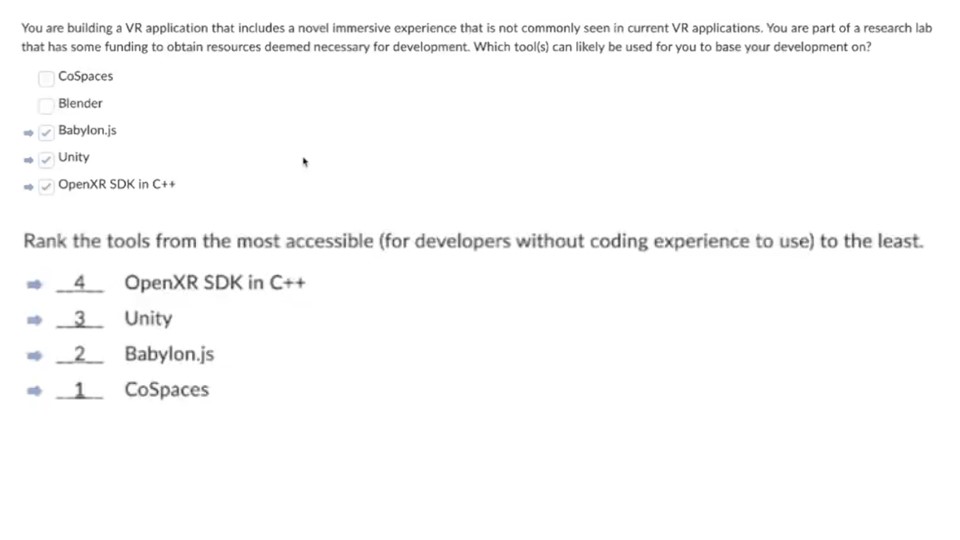 You are building a VR application that includes a novel immersive experience that is not commonly seen in current VR applications. You are part of a research lab
that has some funding to obtain resources deemed necessary for development. Which tool(s) can likely be used for you to base your development on?
CoSpaces
Blender
Babylon.js
Unity
OpenXR SDK in C++
Rank the tools from the most accessible (for developers without coding experience to use) to the least.
4 OpenXR SDK in C++
3 Unity
2 Babylon.js
1 CoSpaces